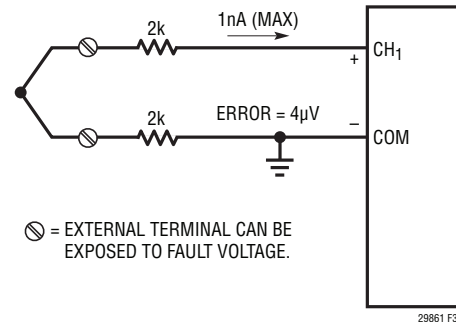 2k
1nA (MAX)
+
CH1
2k
ERROR = 4µV
–
COM
= EXTERNAL TERMINAL CAN BE
EXPOSED TO FAULT VOLTAGE.
29861 F3